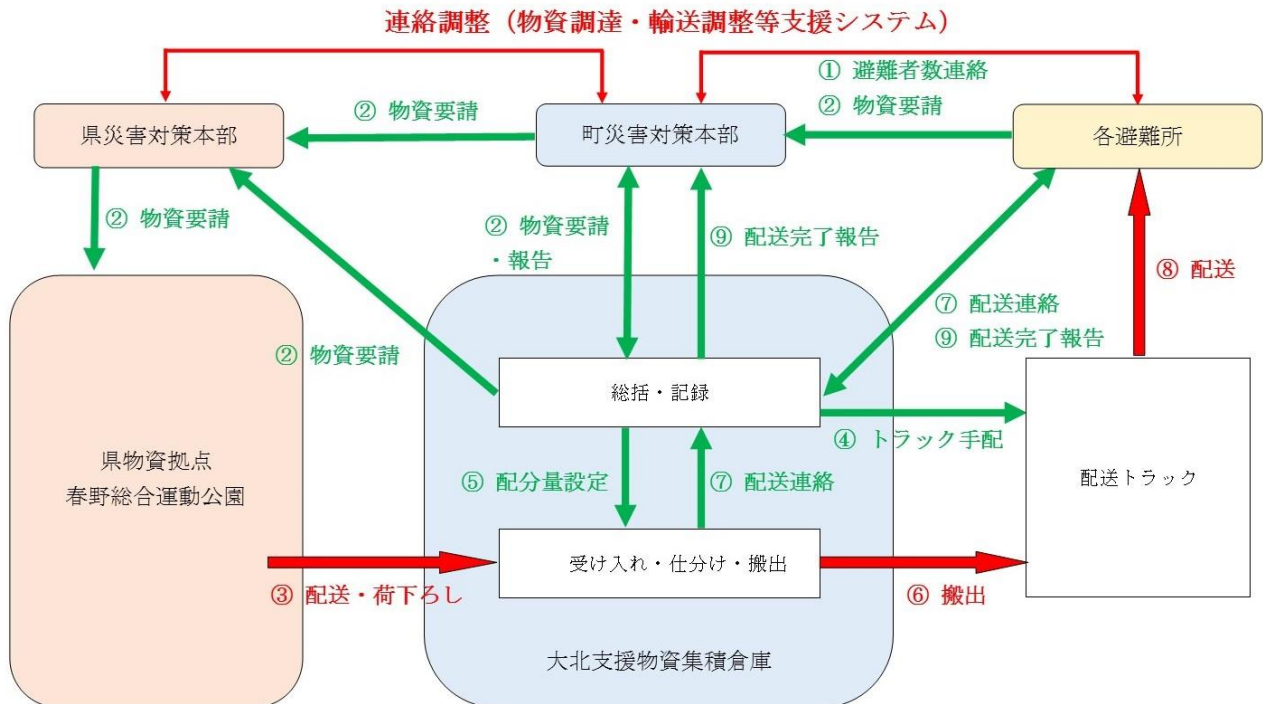 連絡調整（物資調達・輸送調整等支援システム）
① 避難者数連絡
② 物資要請
② 物資要請
県災害対策本部
町災害対策本部
各避難所
② 物資要請
② 物資要請
・報告
⑨ 配送完了報告
⑧ 配送
⑦ 配送連絡
⑨ 配送完了報告
② 物資要請
総括・記録
④ トラック手配
県物資拠点
春野総合運動公園
⑤ 配分量設定
⑦ 配送連絡
配送トラック
受け入れ・仕分け・搬出
③ 配送・荷下ろし
⑥ 搬出
大北支援物資集積倉庫